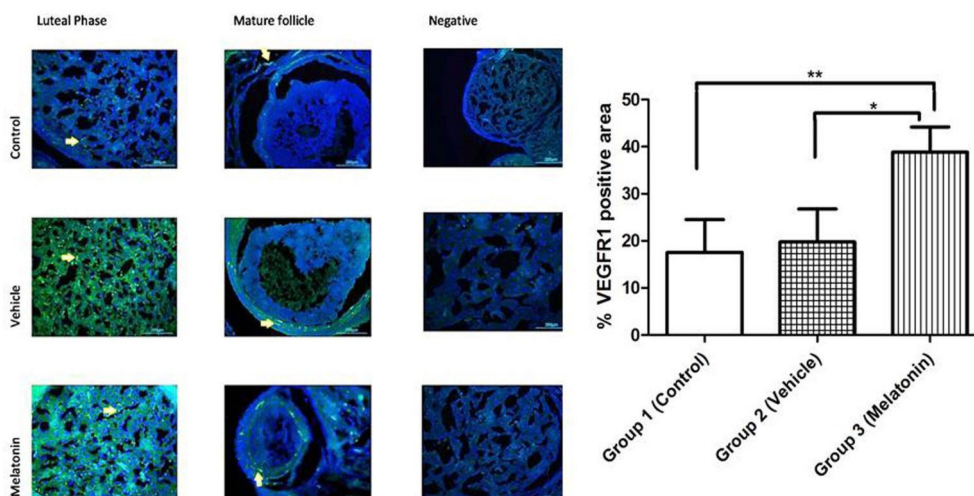 Luteal Phase
Mature follicle
Negative
Control
Vehicle
Melatonin
**
*
% VEGFR1 positive area
50
40
30
20
10
0
Group 1 (Control)
Group 2 (Vehicle)
Group 3 (Melatonin)